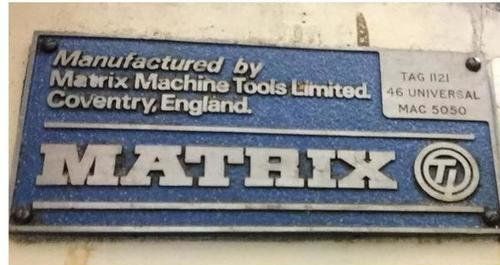 Manufactured by
Matrix Machine Tools Limited.
Coventry, England.
TAG 1121
46 UNIVERSAL
MAC 5050
MATRIX
TI